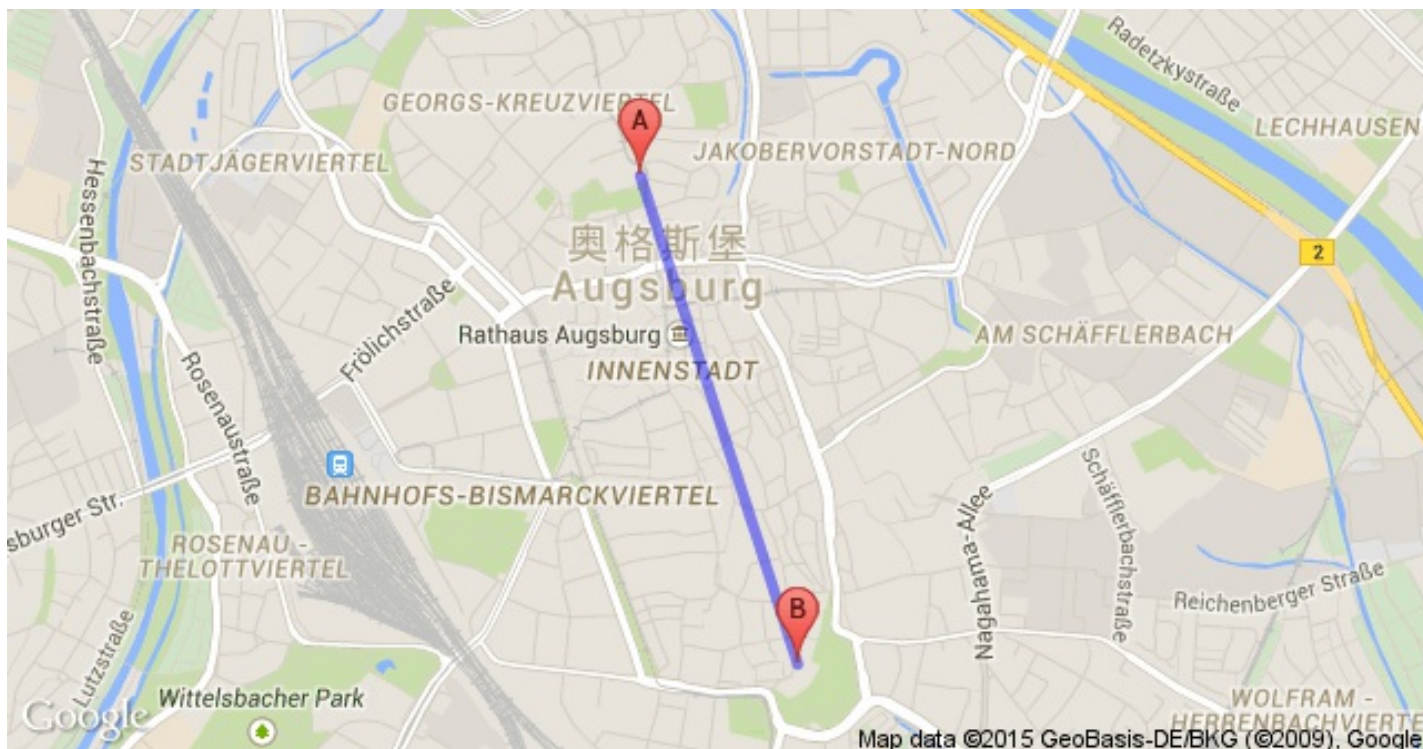 Radetzkystraße
GEORGS-KREUZVIERTEL
A
LECHHAUSEN
STADTJÄGERVIERTEL
JAKOBERVORSTADT-NORD
Hessenbachstraße
奥格斯堡
Augsburg
2
Rathaus Augsburg
AM SCHÄFFLERBACH
Frölichstraße
INNENSTADT
Rosenaustraße
BAHNHOFS-BISMARCKVIERTEL
sburger Str.
Nagahama-Allee
Schäfflerbachstraße
ROSENAU -
THELOTTVIERTEL
B
Reichenberger Straße
Lutzstraße
Wittelsbacher Park
WOLFRAM -
HERRENBACHVIERTE
Google
Map data ©2015 GeoBasis-DE/BKG (©2009), Google